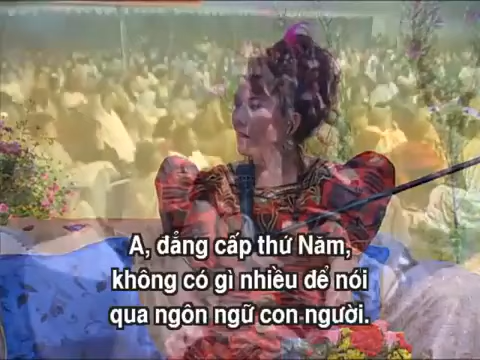 A, đẳng cấp thứ Năm,
không có gì nhiều để nói
qua ngôn ngữ con người.